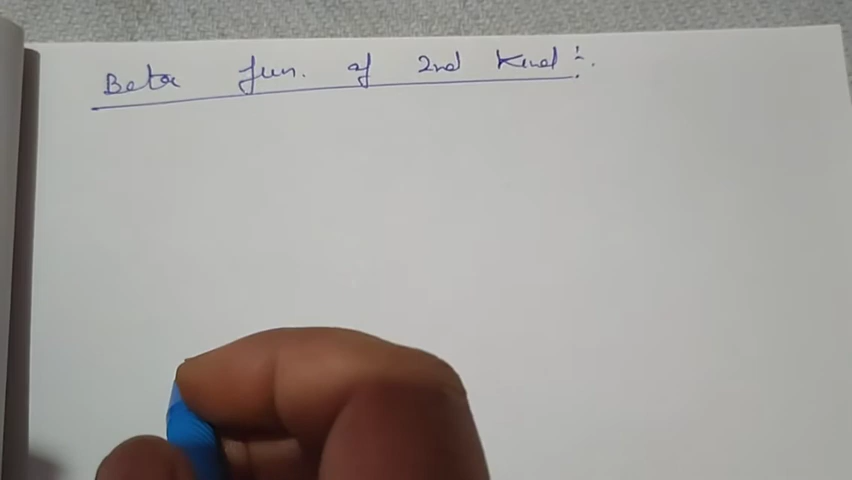 Beta fun. of 2nd Kind :-